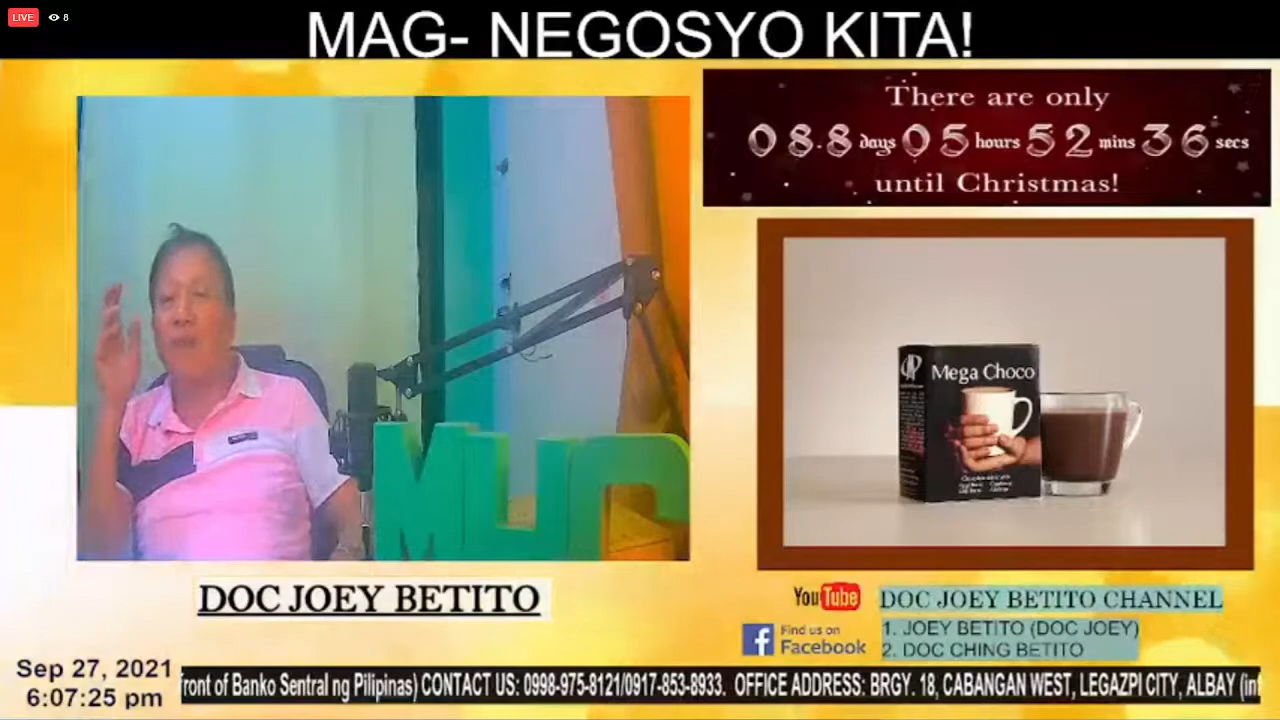 LIVE 8
MAG- NEGOSYO KITA!
There are only
08.8 days 05 hours 52 mins 36 secs
until Christmas!
Mega Choco
DOC JOEY BETITO
YouTube DOC JOEY BETITO CHANNEL
Find us on Facebook
1. JOEY BETITO (DOC JOEY)
2. DOC CHING BETITO
Sep 27, 2021
6:07:25 pm
front of Banko Sentral ng Pilipinas) CONTACT US: 0998-975-8121/0917-853-8933. OFFICE ADDRESS: BRGY. 18, CABANGAN WEST, LEGAZPI CITY, ALBAY (in